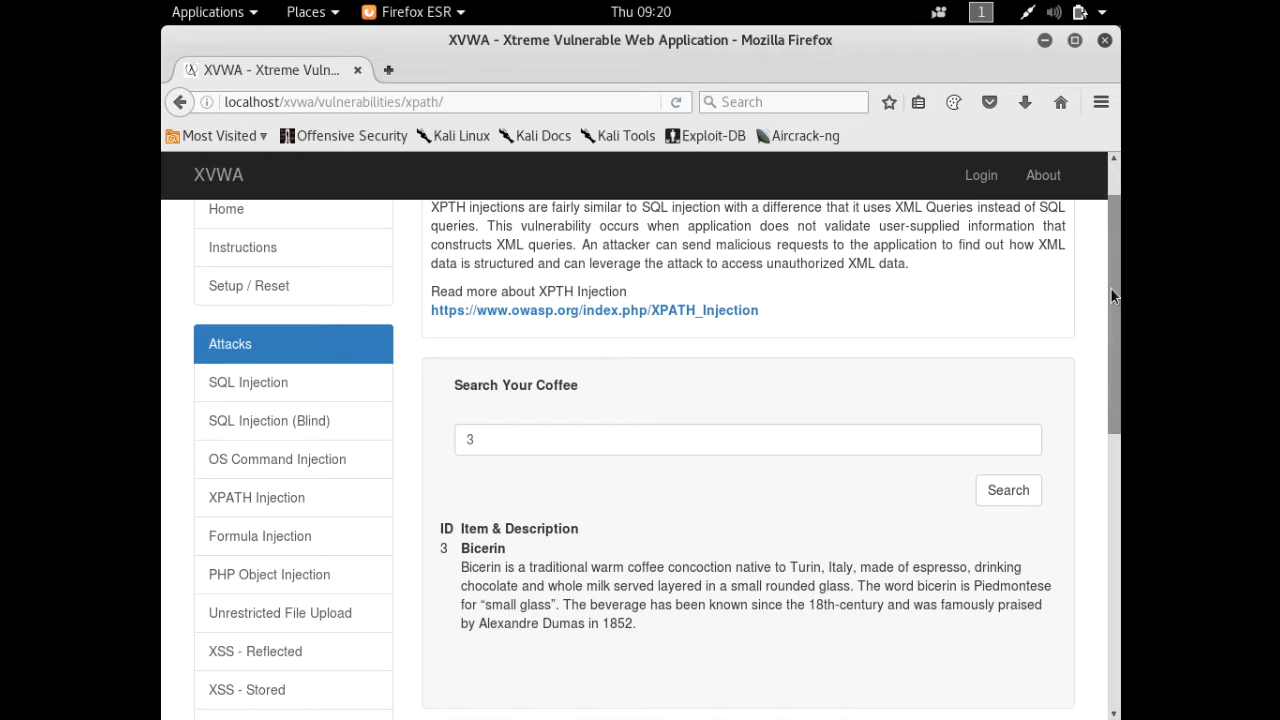 Applications Places Firefox ESR Thu 09:20 1
XVWA - Xtreme Vulnerable Web Application - Mozilla Firefox
XVWA - Xtreme Vuln...
localhost/xvwa/vulnerabilities/xpath/ Search
Most Visited Offensive Security Kali Linux Kali Docs Kali Tools Exploit-DB Aircrack-ng
XVWA Login About
Home
Instructions
Setup / Reset
Attacks
SQL Injection
SQL Injection (Blind)
OS Command Injection
XPATH Injection
Formula Injection
PHP Object Injection
Unrestricted File Upload
XSS - Reflected
XSS - Stored
XPTH injections are fairly similar to SQL injection with a difference that it uses XML Queries instead of SQL
queries. This vulnerability occurs when application does not validate user-supplied information that
constructs XML queries. An attacker can send malicious requests to the application to find out how XML
data is structured and can leverage the attack to access unauthorized XML data.
Read more about XPTH Injection
https://www.owasp.org/index.php/XPATH_Injection
Search Your Coffee
3
Search
ID Item & Description
3 Bicerin
Bicerin is a traditional warm coffee concoction native to Turin, Italy, made of espresso, drinking
chocolate and whole milk served layered in a small rounded glass. The word bicerin is Piedmontese
for “small glass”. The beverage has been known since the 18th-century and was famously praised
by Alexandre Dumas in 1852.